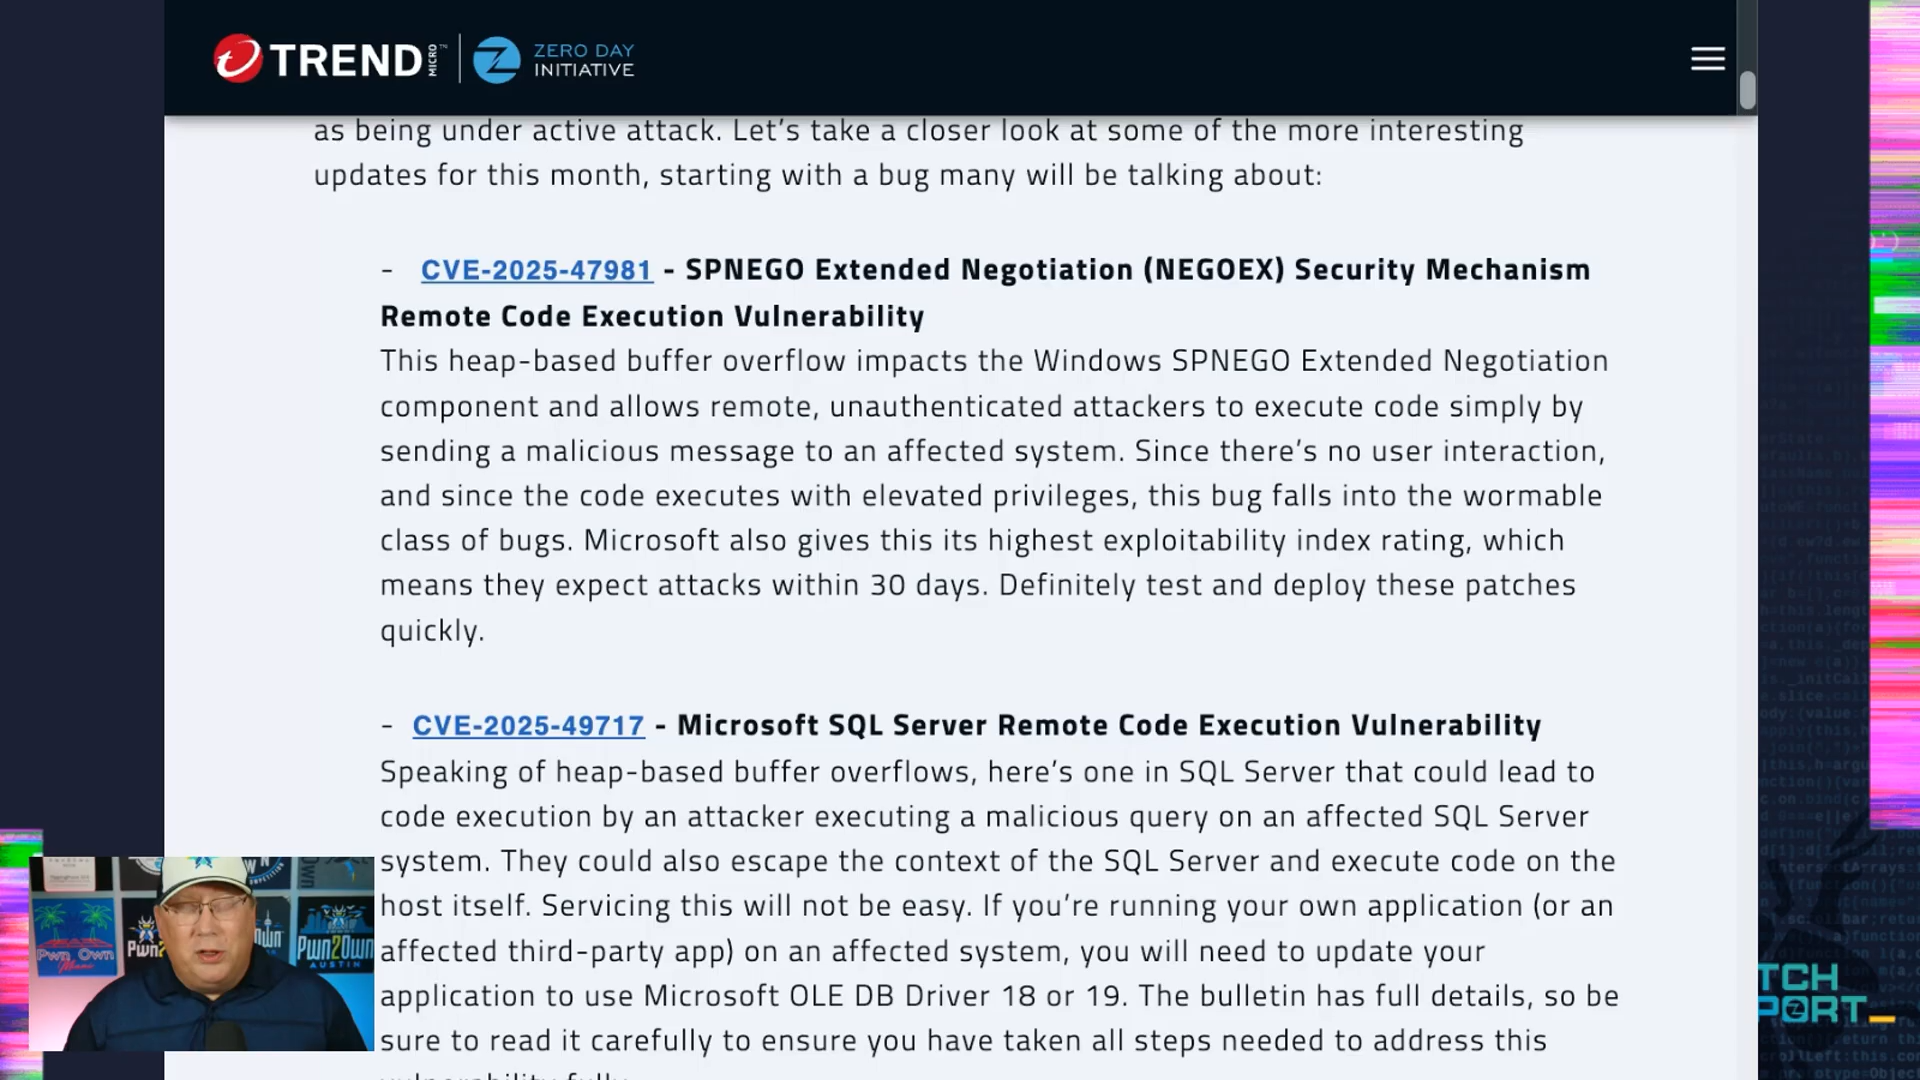 TREND MICRO™ ZERO DAY
INITIATIVE
as being under active attack. Let’s take a closer look at some of the more interesting
updates for this month, starting with a bug many will be talking about:
- CVE-2025-47981 - SPNEGO Extended Negotiation (NEGOEX) Security Mechanism
Remote Code Execution Vulnerability
This heap-based buffer overflow impacts the Windows SPNEGO Extended Negotiation
component and allows remote, unauthenticated attackers to execute code simply by
sending a malicious message to an affected system. Since there’s no user interaction,
and since the code executes with elevated privileges, this bug falls into the wormable
class of bugs. Microsoft also gives this its highest exploitability index rating, which
means they expect attacks within 30 days. Definitely test and deploy these patches
quickly.
- CVE-2025-49717 - Microsoft SQL Server Remote Code Execution Vulnerability
Speaking of heap-based buffer overflows, here’s one in SQL Server that could lead to
code execution by an attacker executing a malicious query on an affected SQL Server
system. They could also escape the context of the SQL Server and execute code on the
host itself. Servicing this will not be easy. If you’re running your own application (or an
affected third-party app) on an affected system, you will need to update your
application to use Microsoft OLE DB Driver 18 or 19. The bulletin has full details, so be
sure to read it carefully to ensure you have taken all steps needed to address this
vulnerability fully.
Pwn Own
Miami
Pwn2
Pwn2Own
AUSTIN
TCH
PORT_